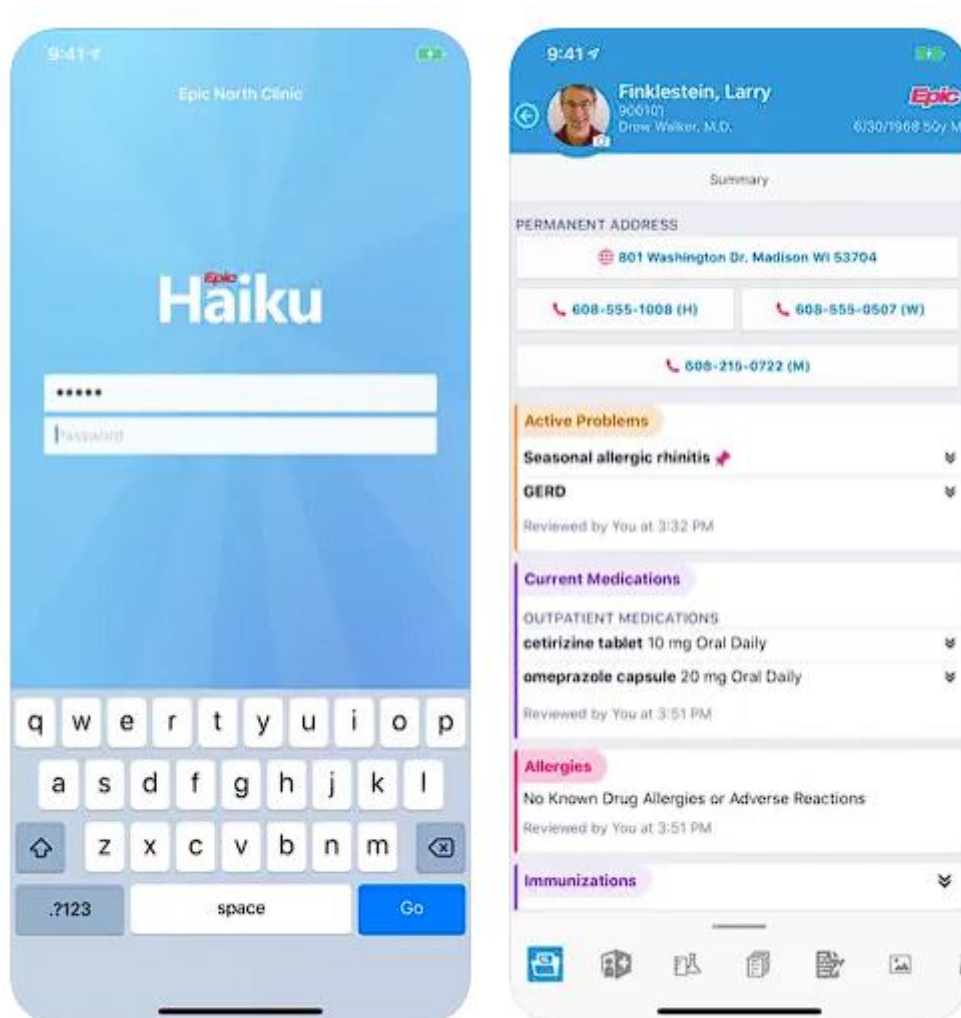 9:41
Epic North Clinic
Epic
Haiku
•••••
Password
q w e r t y u i o p
a s d f g h j k l
z x c v b n m
.?123 space Go
9:41
Finklestein, Larry
Epic
900101
Drew Walker, M.D.
6/30/1968 50y M
Summary
PERMANENT ADDRESS
801 Washington Dr. Madison WI 53704
608-555-1008 (H) 608-555-0507 (W)
608-215-0722 (M)
Active Problems
Seasonal allergic rhinitis
GERD
Reviewed by You at 3:32 PM
Current Medications
OUTPATIENT MEDICATIONS
cetirizine tablet 10 mg Oral Daily
omeprazole capsule 20 mg Oral Daily
Reviewed by You at 3:51 PM
Allergies
No Known Drug Allergies or Adverse Reactions
Reviewed by You at 3:51 PM
Immunizations